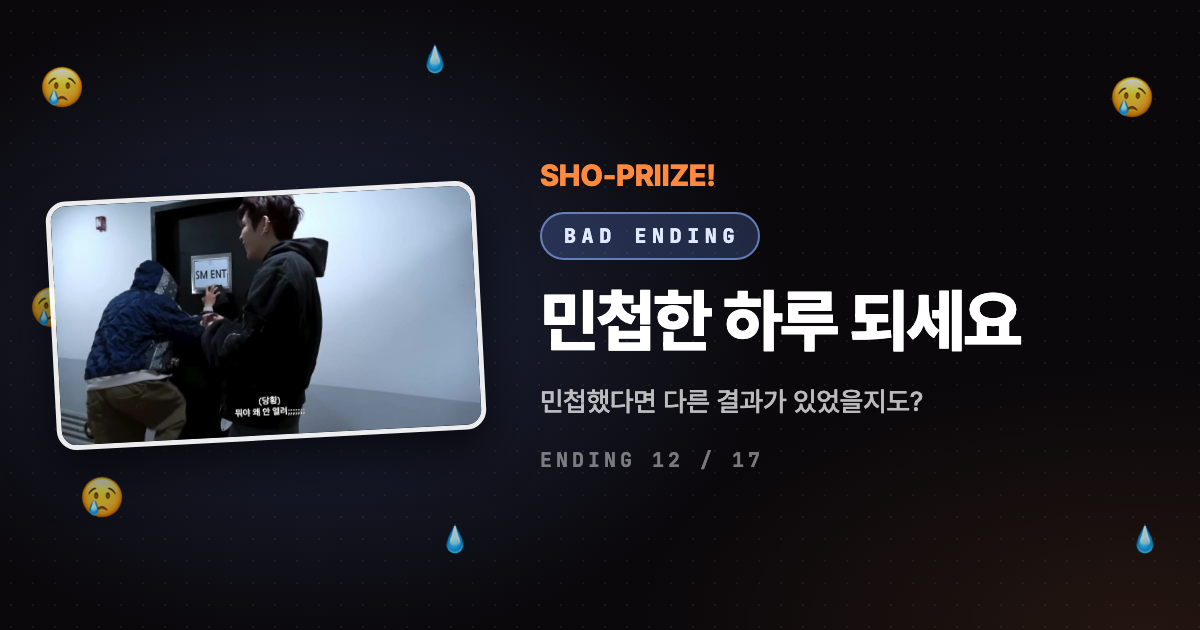 SHO-PRIIZE!
BAD ENDING
SM ENT
민첩한 하루 되세요
(당황)
뭐야 왜 안 열려;;;;;;;
민첩했다면 다른 결과가 있었을지도?
ENDING 12 / 17